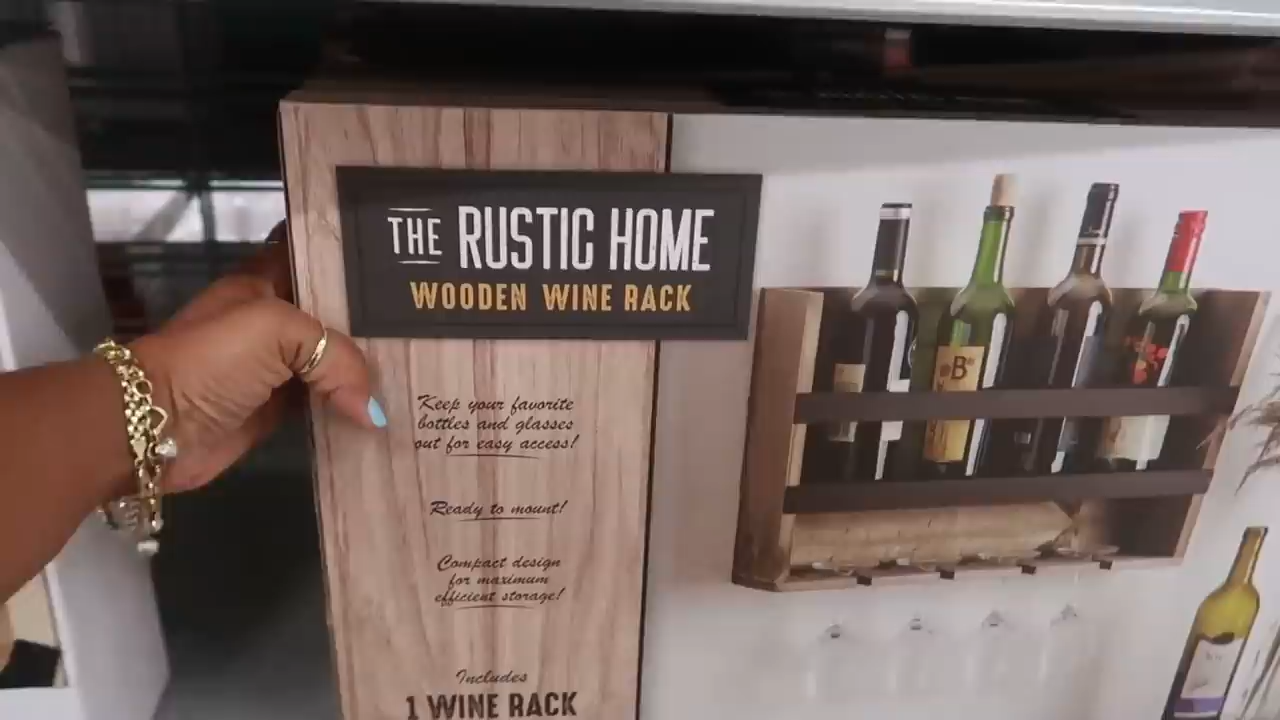 THE RUSTIC HOME
WOODEN WINE RACK
Keep your favorite
bottles and glasses
out for easy access!
Ready to mount!
Compact design
for maximum
efficient storage!
Includes
1 WINE RACK
B